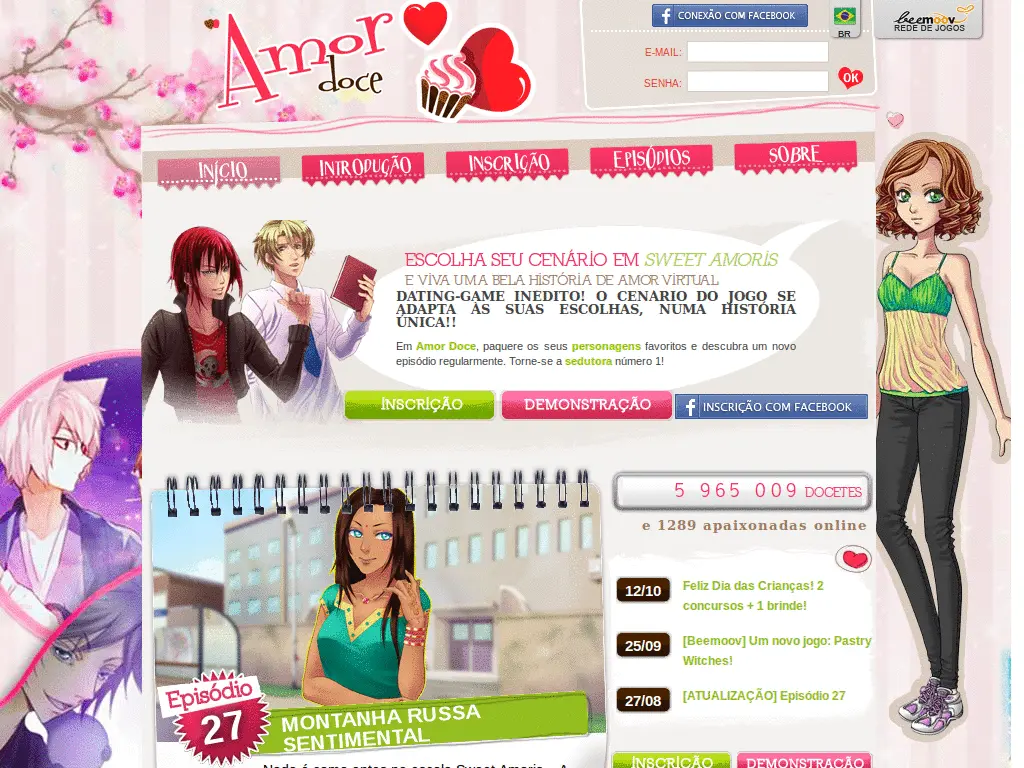 Amor
doce
CONEXÃO COM FACEBOOK
BR
beemoov
REDE DE JOGOS
E-MAIL:
SENHA:
OK
INÍCIO
INTRODUÇÃO
INSCRIÇÃO
EPISÓDIOS
SOBRE
ESCOLHA SEU CENÁRIO EM SWEET AMORIS
E VIVA UMA BELA HISTÓRIA DE AMOR VIRTUAL
DATING-GAME INEDITO! O CENARIO DO JOGO SE
ADAPTA ÀS SUAS ESCOLHAS, NUMA HISTÓRIA
ÚNICA!!
Em Amor Doce, paquere os seus personagens favoritos e descubra um novo
episódio regularmente. Torne-se a sedutora número 1!
INSCRIÇÃO
DEMONSTRAÇÃO
INSCRIÇÃO COM FACEBOOK
5 965 009 DOCETES
e 1289 apaixonadas online
12/10
Feliz Dia das Crianças! 2
concursos + 1 brinde!
25/09
[Beemoov] Um novo jogo: Pastry
Witches!
27/08
[ATUALIZAÇÃO] Episódio 27
Episódio
27
MONTANHA RUSSA
SENTIMENTAL
Nada é como antes na escola Sweet Amoris... A
INSCRIÇÃO
DEMONSTRAÇÃO